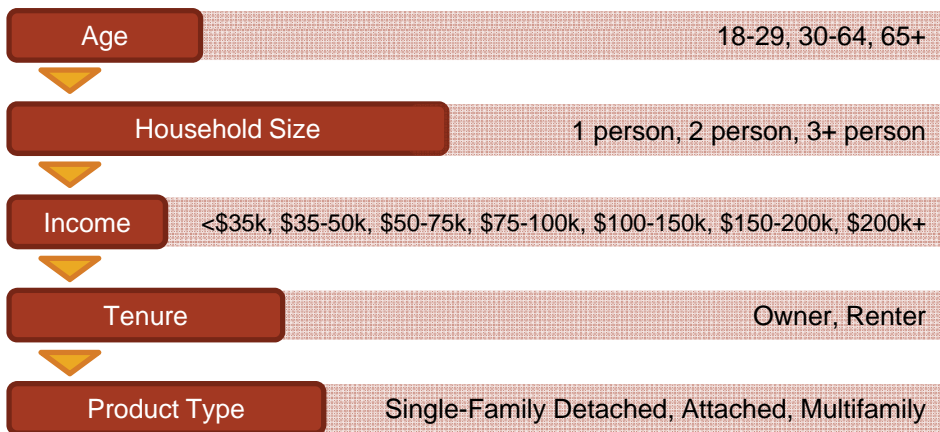 Age 18-29, 30-64, 65+
Household Size 1 person, 2 person, 3+ person
Income <$35k, $35-50k, $50-75k, $75-100k, $100-150k, $150-200k, $200k+
Tenure Owner, Renter
Product Type Single-Family Detached, Attached, Multifamily